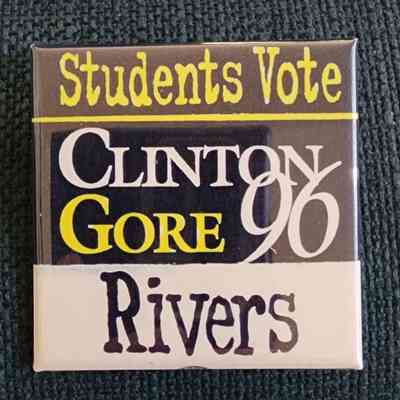 Students Vote
CLINTON
GORE 96
Rivers